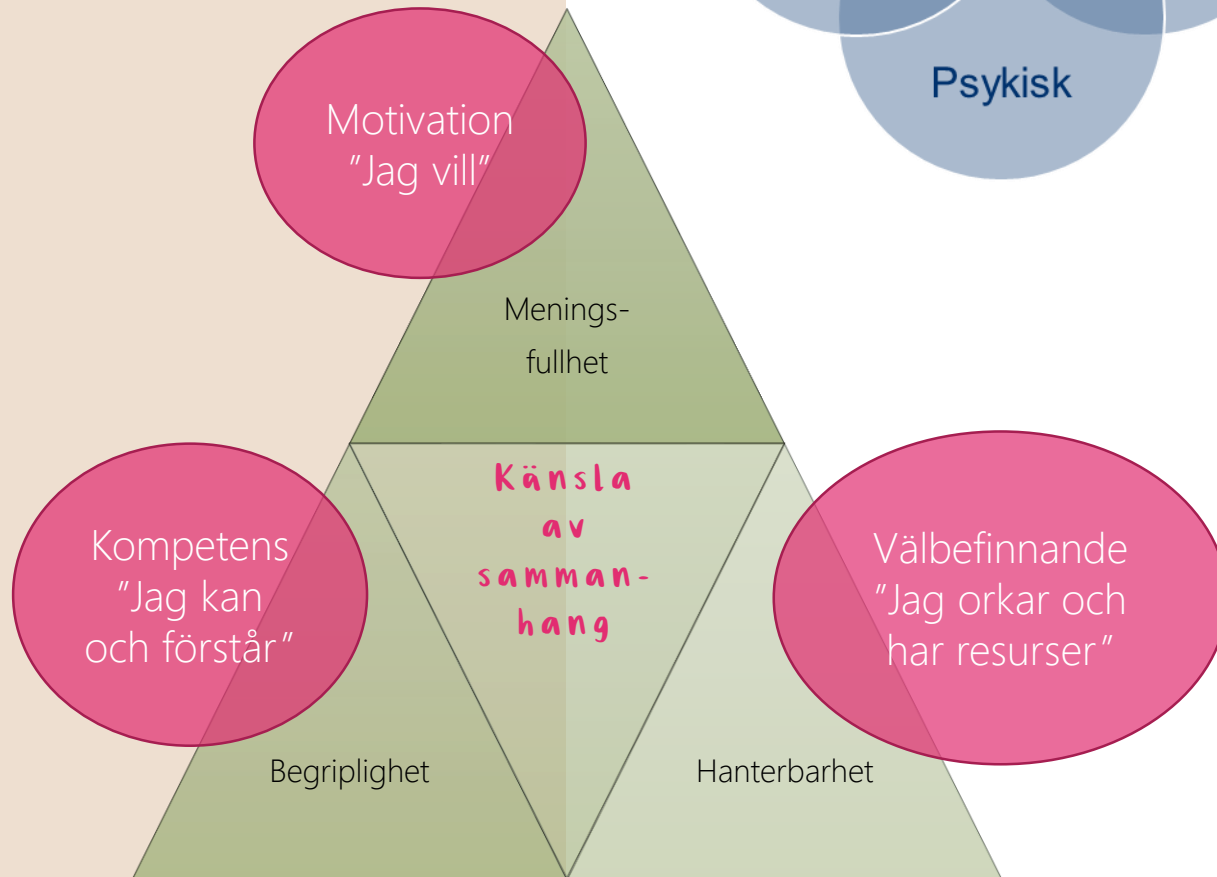 Psykisk
Motivation
"Jag vill"
Menings-
fullhet
Känsla
av
samman-
hang
Kompetens
"Jag kan
och förstår"
Välbefinnande
"Jag orkar och
har resurser"
Begriplighet
Hanterbarhet